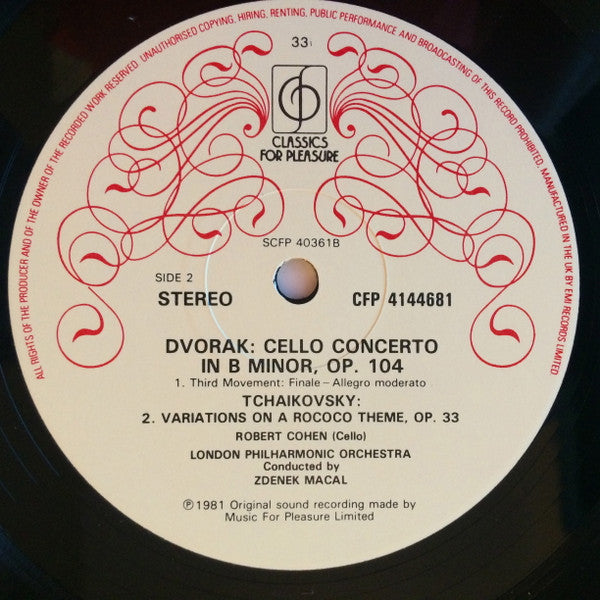 ALL RIGHTS OF THE PRODUCER AND OF THE OWNER OF THE RECORDED WORK RESERVED. UNAUTHORISED COPYING, HIRING, RENTING, PUBLIC PERFORMANCE AND BROADCASTING OF THIS RECORD PROHIBITED. MANUFACTURED IN THE UK BY EMI RECORDS LIMITED
33⅓
CLASSICS
FOR PLEASURE
SCFP 40361B
SIDE 2
STEREO CFP 4144681
DVORAK: CELLO CONCERTO
IN B MINOR, OP. 104
1. Third Movement: Finale – Allegro moderato
TCHAIKOVSKY:
2. VARIATIONS ON A ROCOCO THEME, OP. 33
ROBERT COHEN (Cello)
LONDON PHILHARMONIC ORCHESTRA
Conducted by
ZDENEK MACAL
℗ 1981 Original sound recording made by
Music For Pleasure Limited